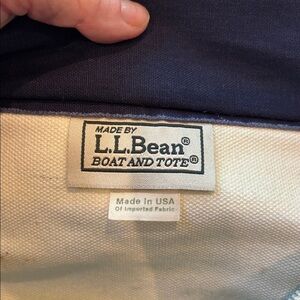 MADE BY
L.L.Bean®
BOAT AND TOTE®
Made In USA
Of Imported Fabric